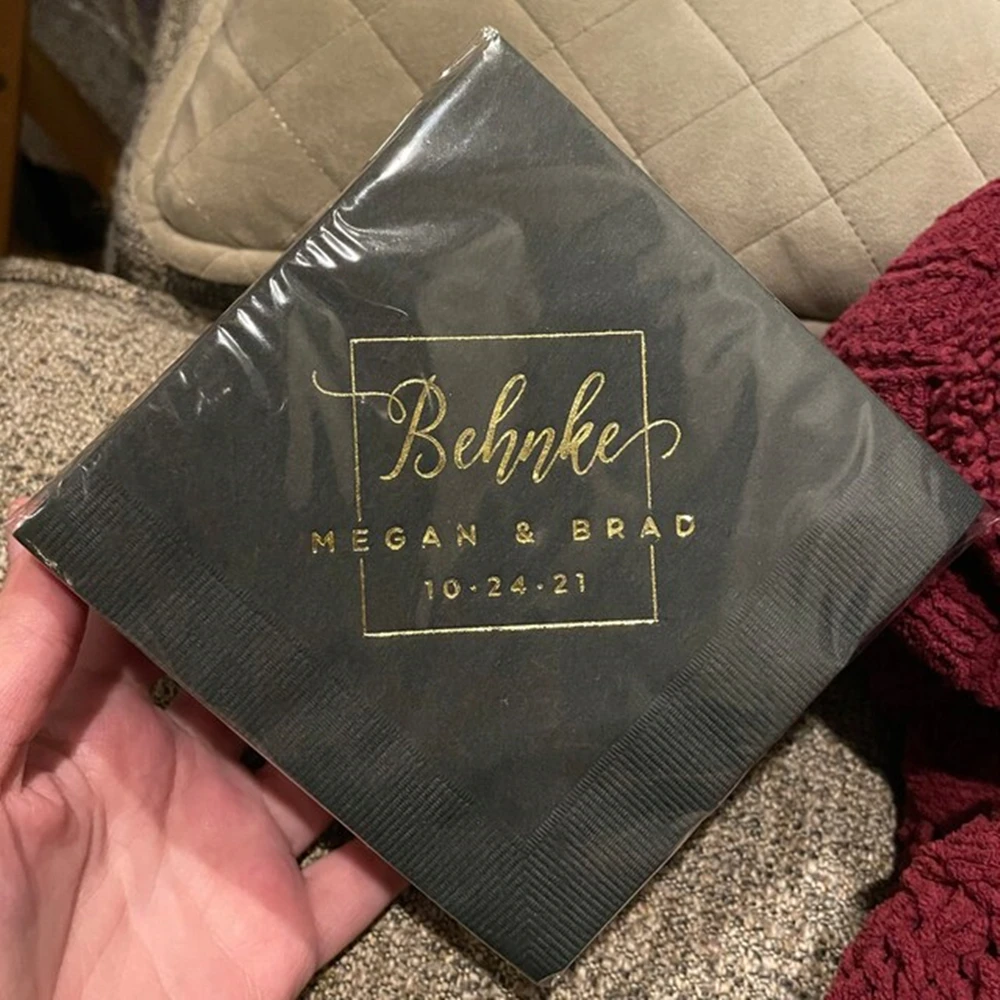 Behnke
MEGAN & BRAD
10-24-21